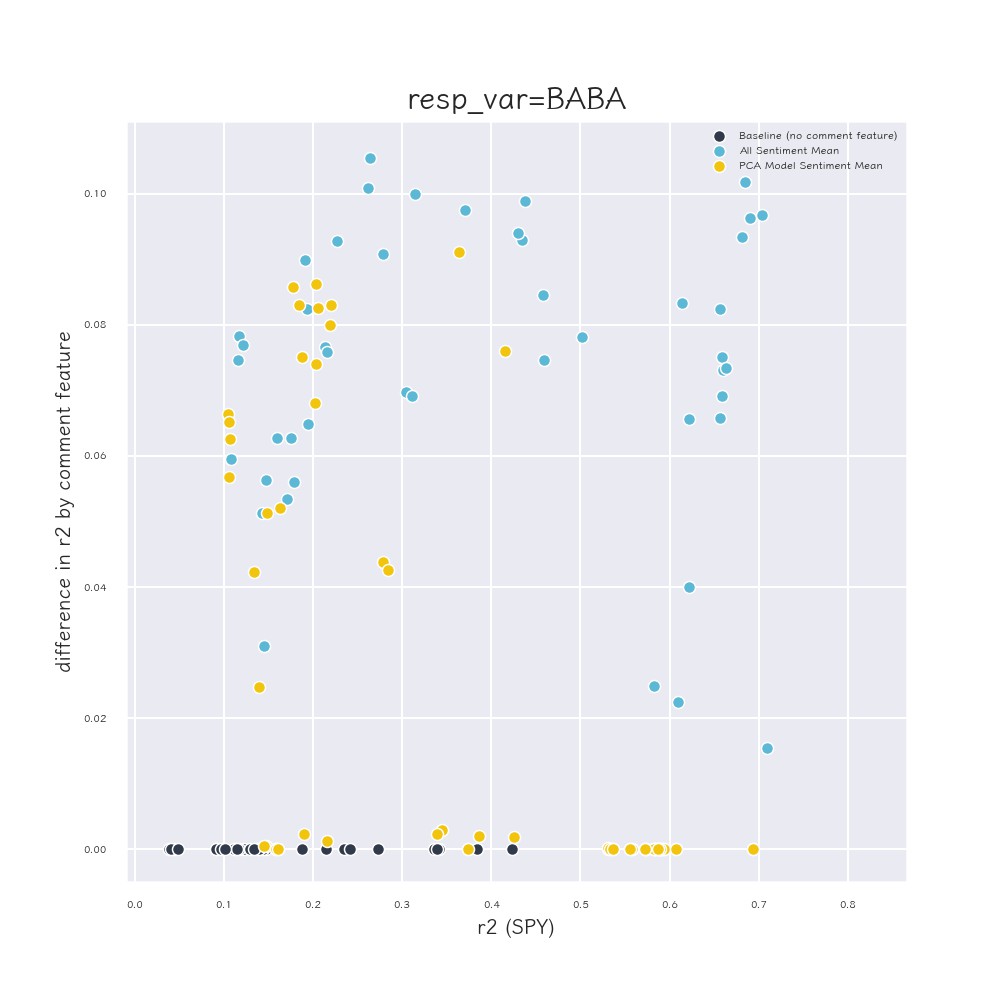 resp_var=BABA
Baseline (no comment feature)
All Sentiment Mean
PCA Model Sentiment Mean
difference in r2 by comment feature
0.10
0.08
0.06
0.04
0.02
0.00
0.0 0.1 0.2 0.3 0.4 0.5 0.6 0.7 0.8
r2 (SPY)